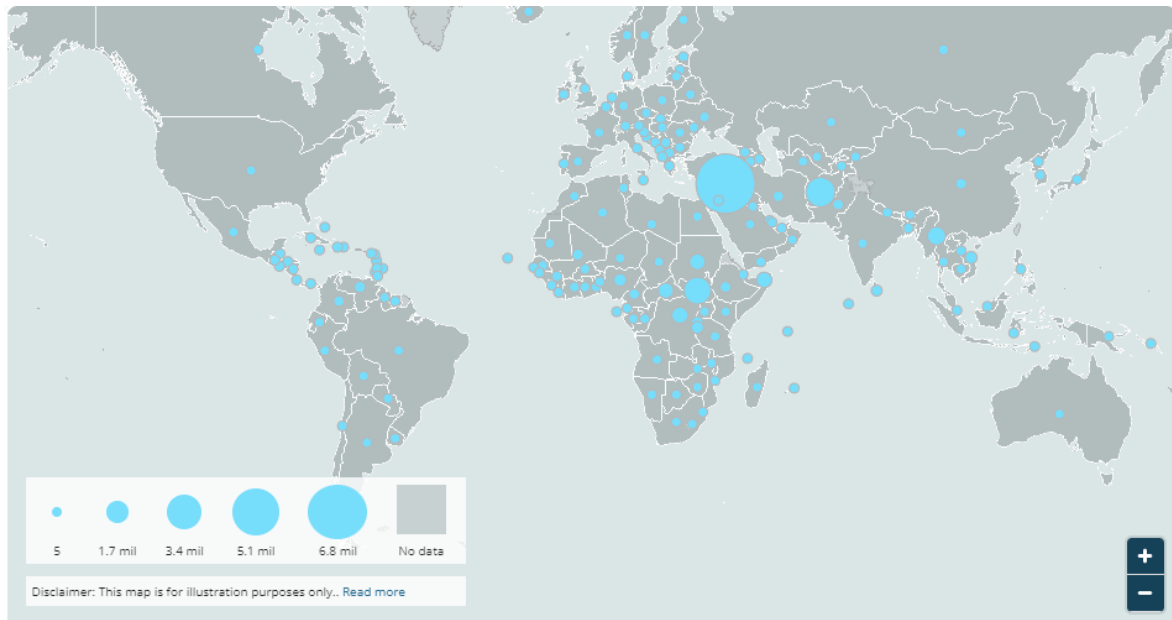 5 1.7 mil 3.4 mil 5.1 mil 6.8 mil No data
Disclaimer: This map is for illustration purposes only.. Read more
+
−